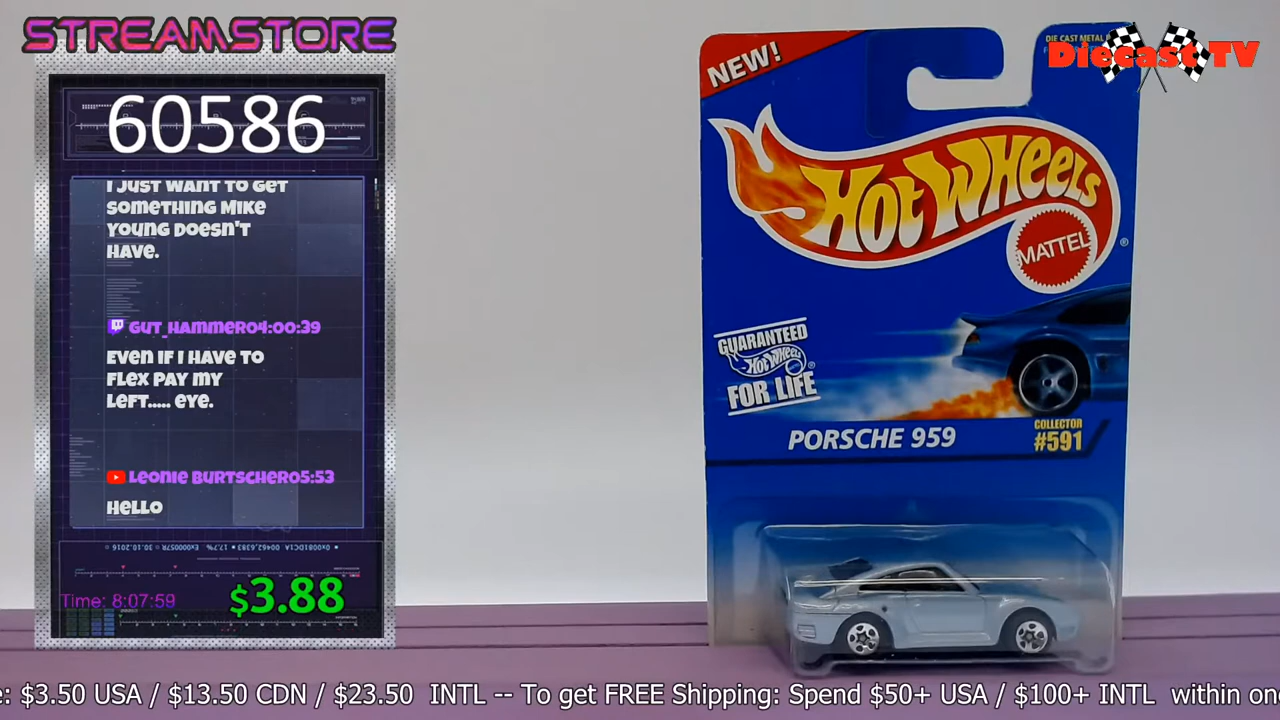 STREAMSTORE
60586
I JUST WANT TO GET
SOMETHING MIKE
YOUNG DOESN'T
HAVE.
GUT_HAMMER04:00:39
EVEN IF I HAVE TO
FLEX PAY MY
LEFT..... EYE.
LEONIE BURTSCHER05:53
HELLO
Time: 8:07:59
$3.88
NEW!
DIE CAST METAL
Diecast TV
HOT WHEELS
MATTEL
®
GUARANTEED
HOT WHEELS
®
FOR LIFE
PORSCHE 959
COLLECTOR
#591
e: $3.50 USA / $13.50 CDN / $23.50 INTL -- To get FREE Shipping: Spend $50+ USA / $100+ INTL within one